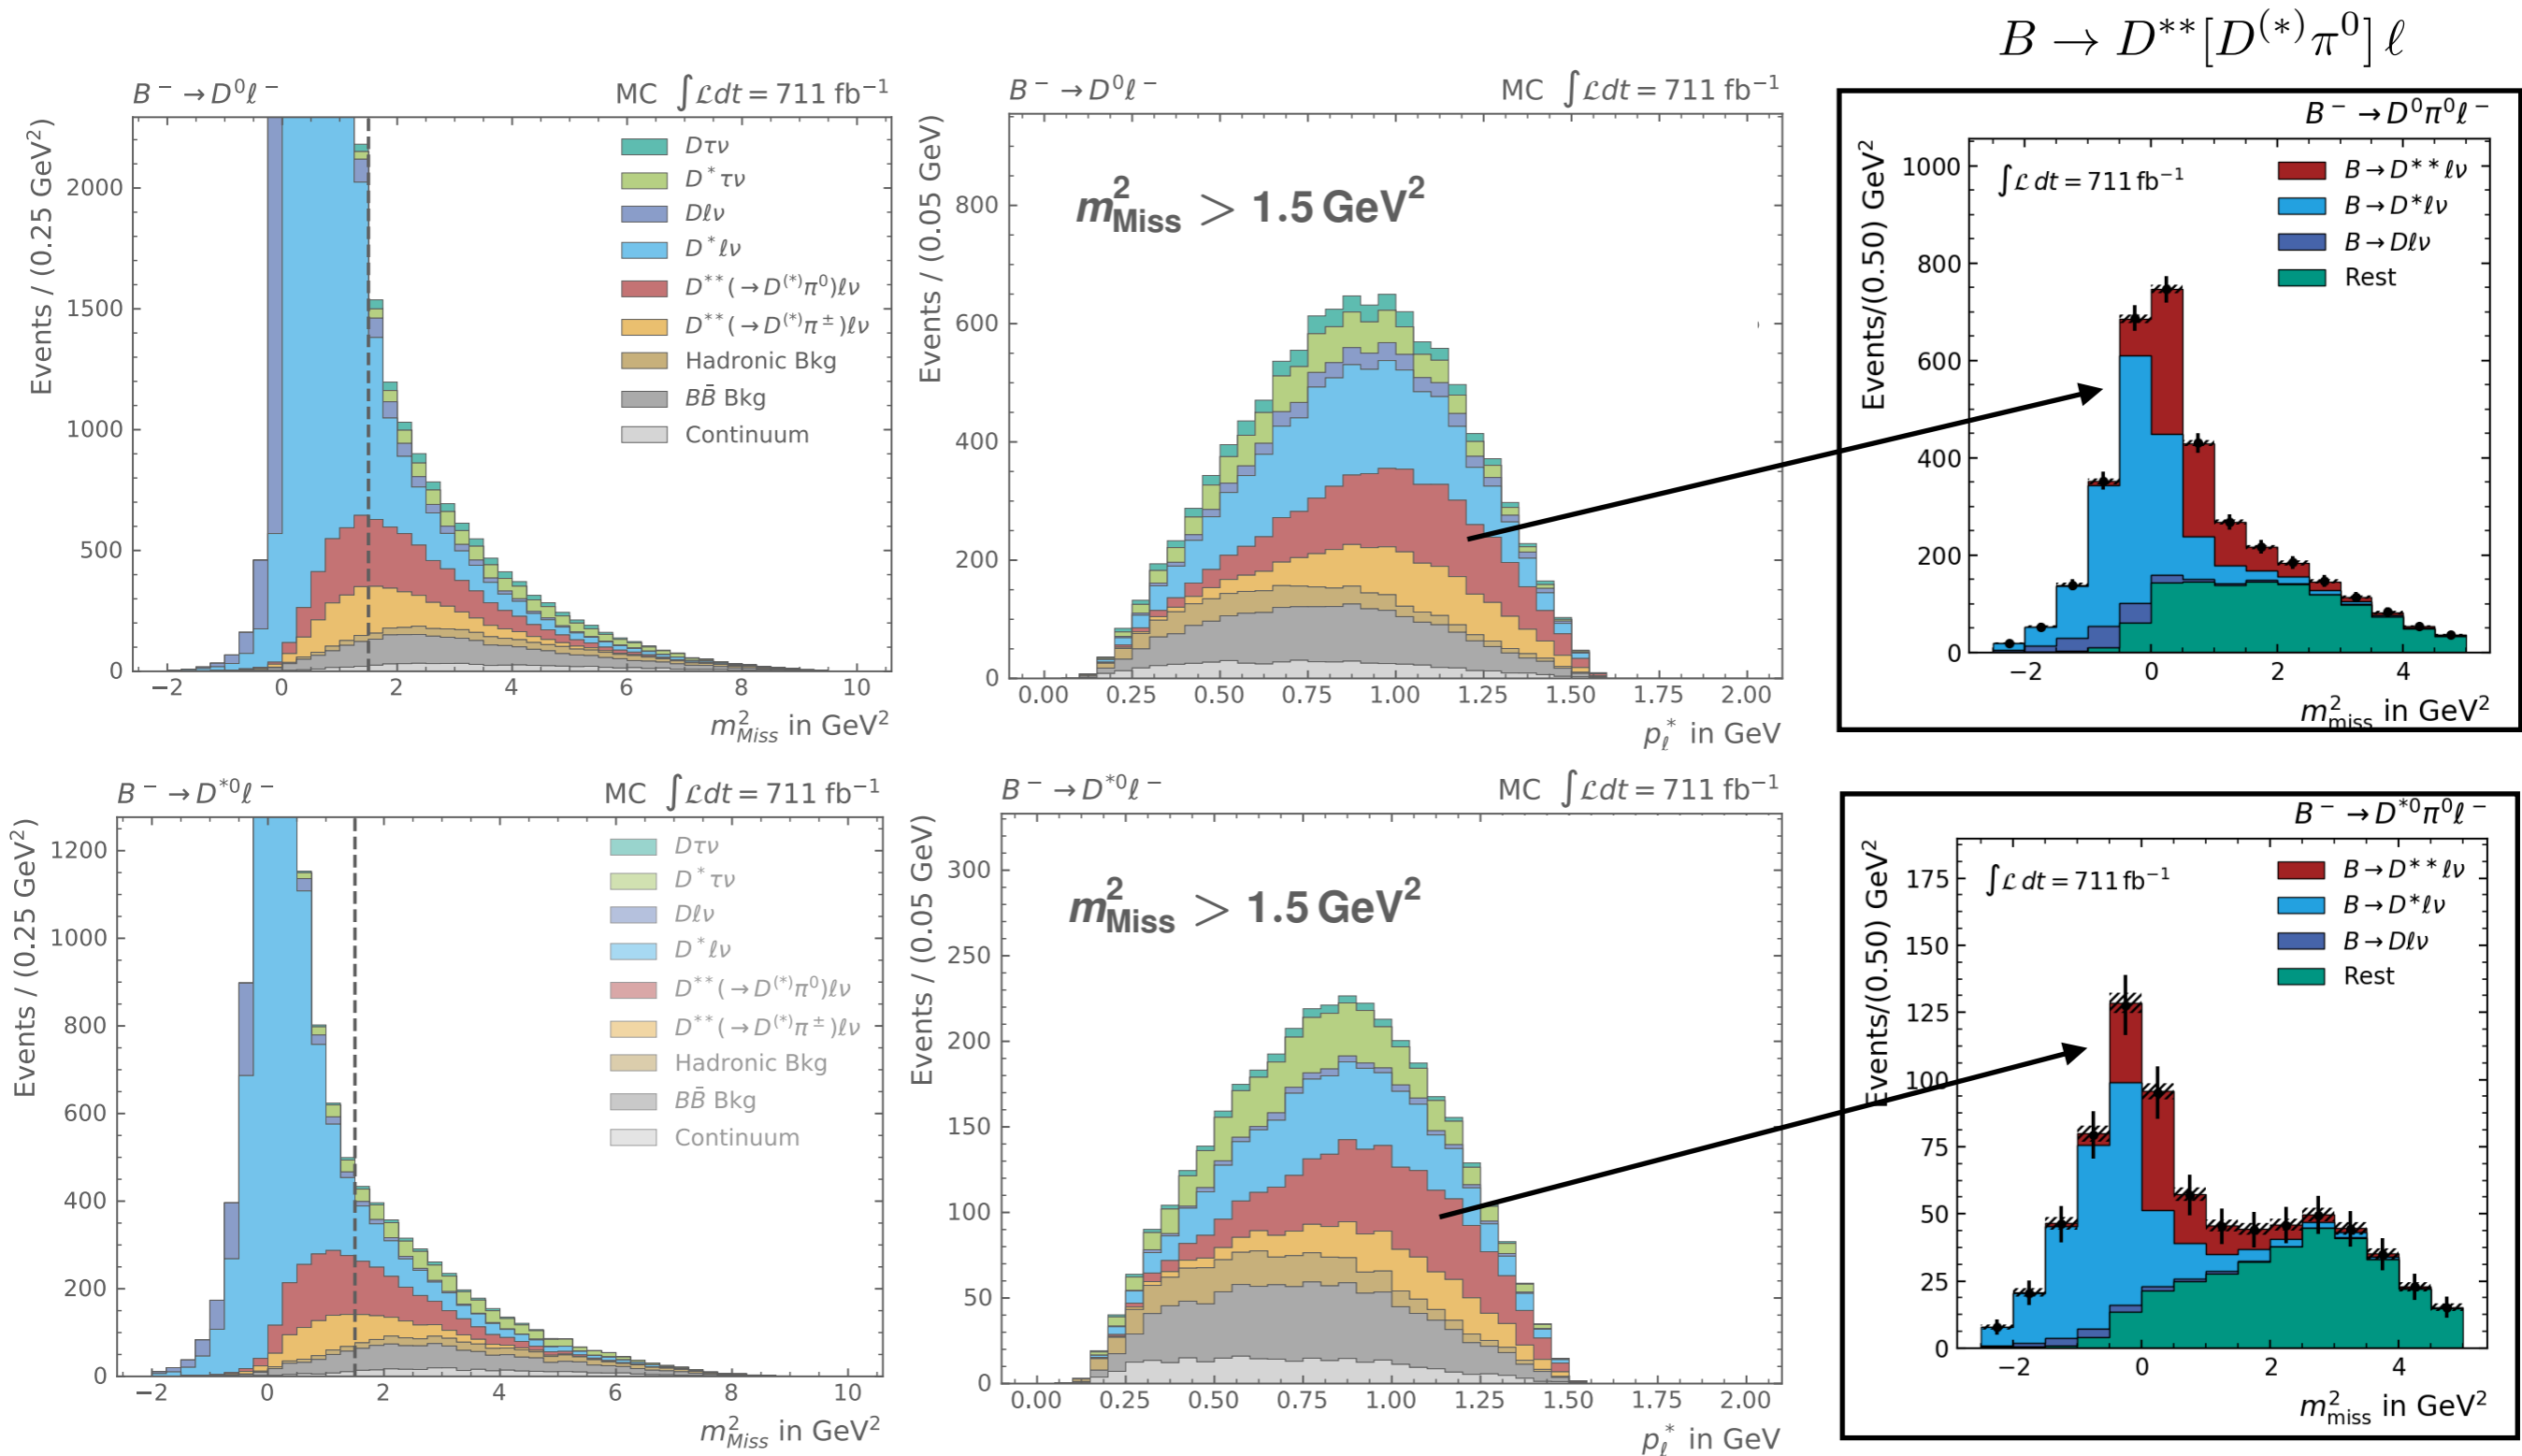 B → D**[D(*)π⁰] ℓ
B⁻ → D⁰ℓ⁻ MC ∫ℒdt = 711 fb⁻¹
Events / (0.25 GeV²)
2000
1500
1000
500
0
Dτν
D*τν
Dℓν
D*ℓν
D**(→D(*)π⁰)ℓν
D**(→D(*)π±)ℓν
Hadronic Bkg
BB̄ Bkg
Continuum
−2 0 2 4 6 8 10
m²Miss in GeV²
B⁻ → D⁰ℓ⁻ MC ∫ℒdt = 711 fb⁻¹
Events / (0.05 GeV)
m²Miss > 1.5 GeV²
800
600
400
200
0
0.00 0.25 0.50 0.75 1.00 1.25 1.50 1.75 2.00
p*ℓ in GeV
B⁻ → D⁰π⁰ℓ⁻
Events/(0.50) GeV²
∫ℒ dt = 711 fb⁻¹
1000
800
600
400
200
0
B → D**ℓν
B → D*ℓν
B → Dℓν
Rest
−2 0 2 4
m²miss in GeV²
B⁻ → D*⁰ℓ⁻ MC ∫ℒdt = 711 fb⁻¹
Events / (0.25 GeV²)
1200
1000
800
600
400
200
0
Dτν
D*τν
Dℓν
D*ℓν
D**(→D(*)π⁰)ℓν
D**(→D(*)π±)ℓν
Hadronic Bkg
BB̄ Bkg
Continuum
−2 0 2 4 6 8 10
m²Miss in GeV²
B⁻ → D*⁰ℓ⁻ MC ∫ℒdt = 711 fb⁻¹
Events / (0.05 GeV)
m²Miss > 1.5 GeV²
300
250
200
150
100
50
0
0.00 0.25 0.50 0.75 1.00 1.25 1.50 1.75 2.00
p*ℓ in GeV
B⁻ → D*⁰π⁰ℓ⁻
Events/(0.50) GeV²
∫ℒ dt = 711 fb⁻¹
175
150
125
100
75
50
25
0
B → D**ℓν
B → D*ℓν
B → Dℓν
Rest
−2 0 2 4
m²miss in GeV²